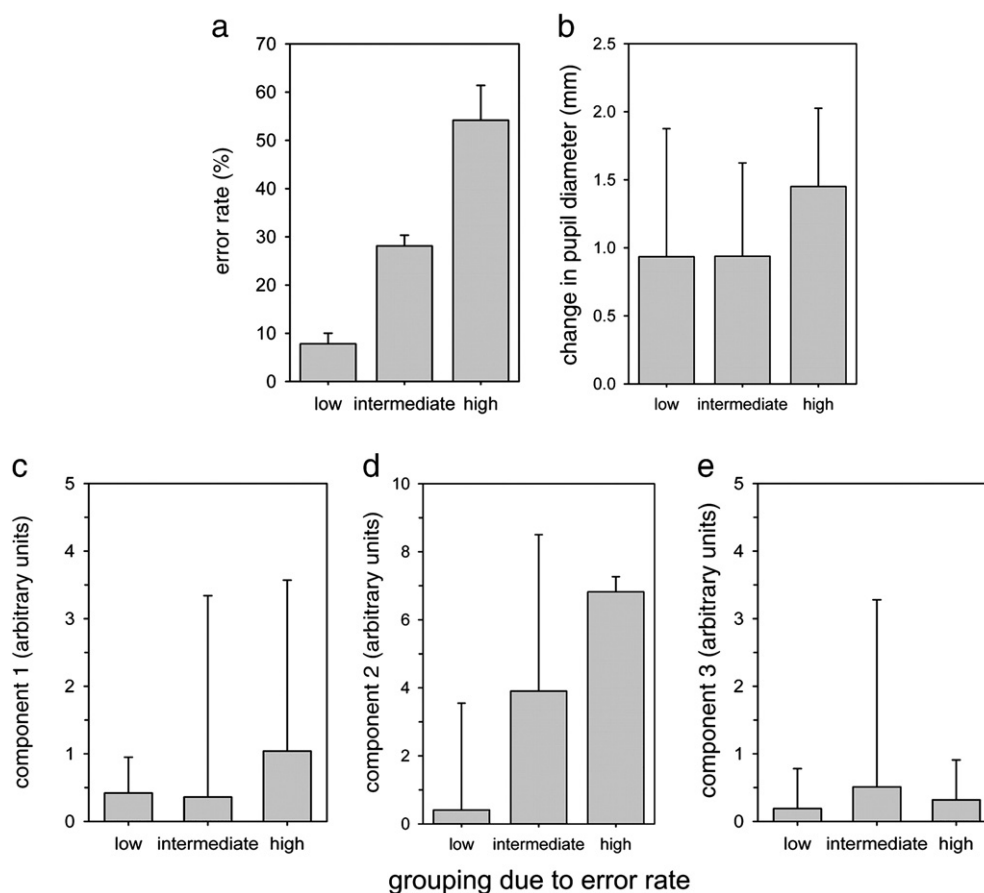 a
70
60
50
40
30
20
10
0
error rate (%)
low intermediate high
b
2.5
2.0
1.5
1.0
0.5
0.0
change in pupil diameter (mm)
low intermediate high
c
5
4
3
2
1
0
component 1 (arbitrary units)
low intermediate high
d
10
8
6
4
2
0
component 2 (arbitrary units)
low intermediate high
e
5
4
3
2
1
0
component 3 (arbitrary units)
low intermediate high
grouping due to error rate